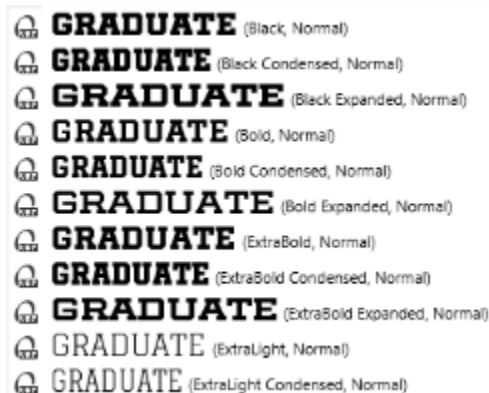 GRADUATE (Black, Normal)
GRADUATE (Black Condensed, Normal)
GRADUATE (Black Expanded, Normal)
GRADUATE (Bold, Normal)
GRADUATE (Bold Condensed, Normal)
GRADUATE (Bold Expanded, Normal)
GRADUATE (ExtraBold, Normal)
GRADUATE (ExtraBold Condensed, Normal)
GRADUATE (ExtraBold Expanded, Normal)
GRADUATE (ExtraLight, Normal)
GRADUATE (ExtraLight Condensed, Normal)